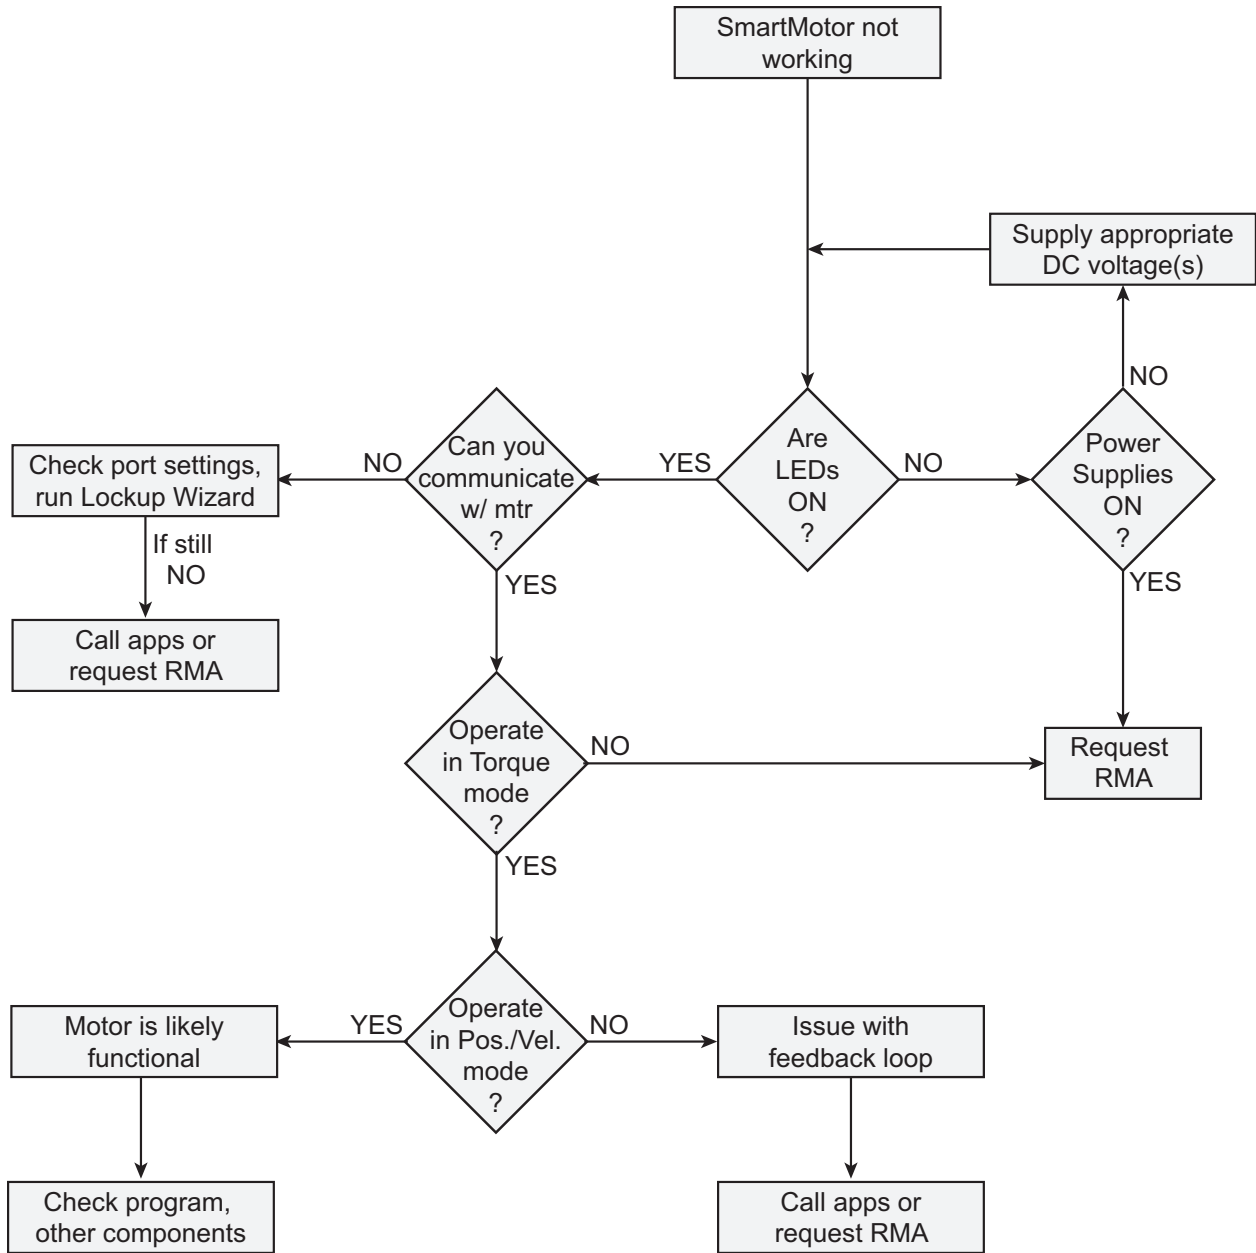 SmartMotor not
working
Supply appropriate
DC voltage(s)
NO
Are
LEDs
ON
?
YES
NO
Power
Supplies
ON
?
YES
Can you
communicate
w/ mtr
?
NO
YES
Check port settings,
run Lockup Wizard
If still
NO
Call apps or
request RMA
Operate
in Torque
mode
?
NO
YES
Request
RMA
Operate
in Pos./Vel.
mode
?
YES
NO
Motor is likely
functional
Issue with
feedback loop
Check program,
other components
Call apps or
request RMA